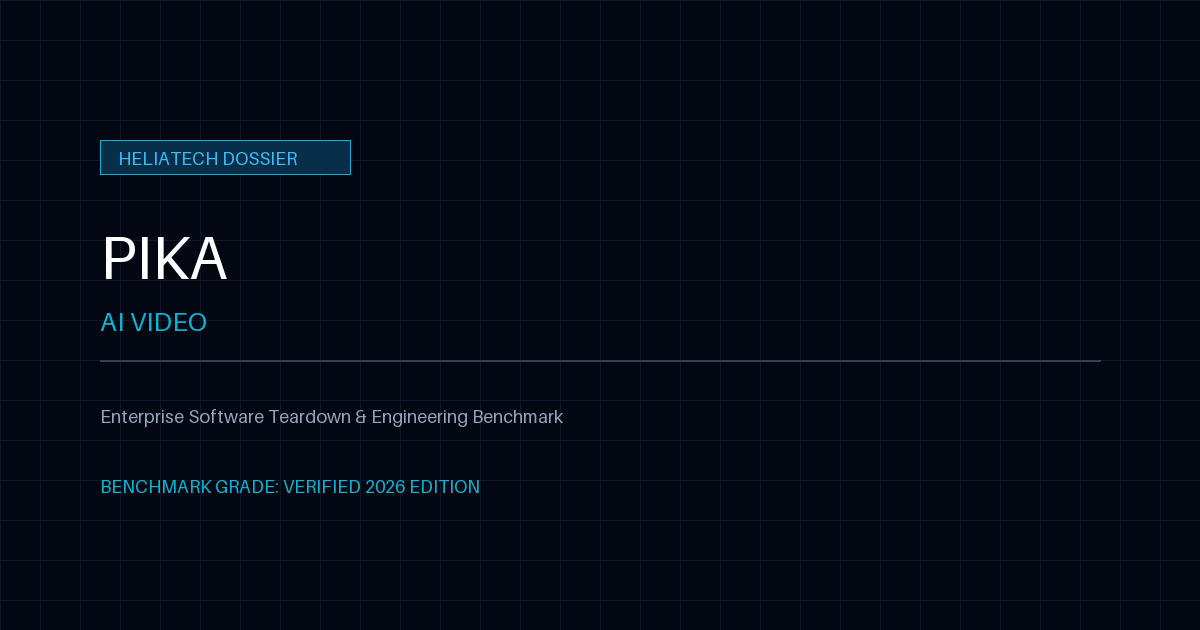 HELIATECH DOSSIER
PIKA
AI VIDEO
Enterprise Software Teardown & Engineering Benchmark
BENCHMARK GRADE: VERIFIED 2026 EDITION